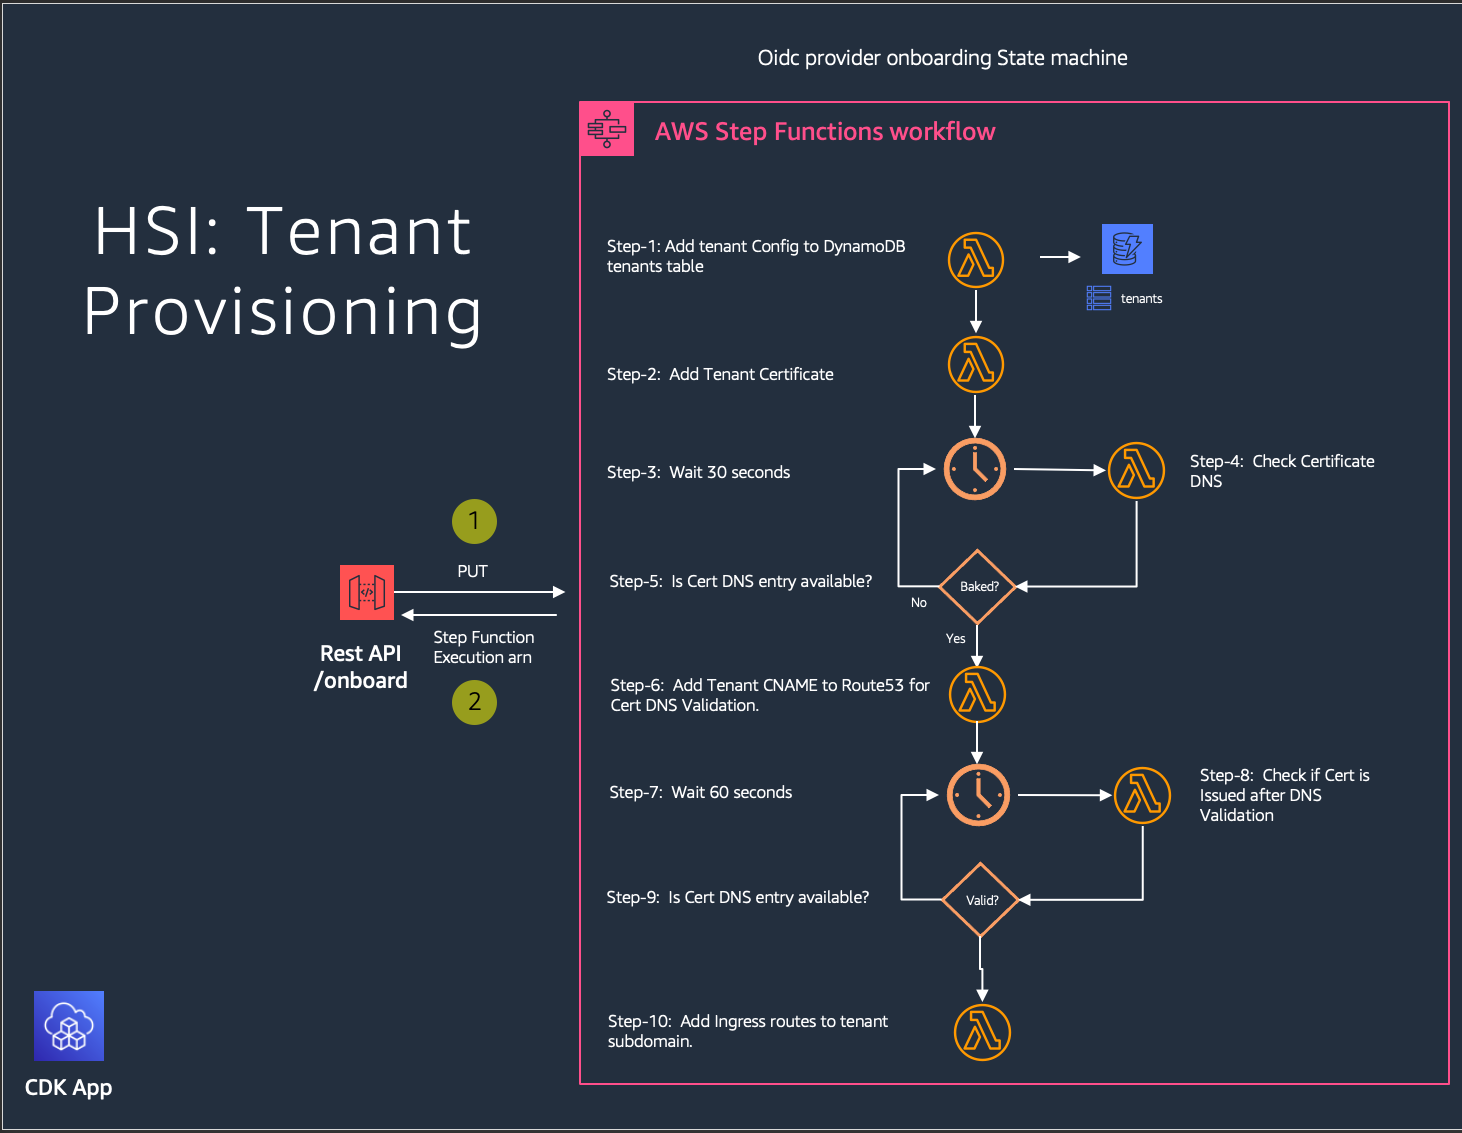 Oidc provider onboarding State machine
AWS Step Functions workflow
HSI: Tenant
Provisioning
Step-1: Add tenant Config to DynamoDB
tenants table
tenants
Step-2:  Add Tenant Certificate
Step-3:  Wait 30 seconds
Step-4:  Check Certificate
DNS
1
PUT
Step Function
Execution arn
2
Rest API
/onboard
Step-5:  Is Cert DNS entry available?
Baked?
No
Yes
Step-6:  Add Tenant CNAME to Route53 for
Cert DNS Validation.
Step-7:  Wait 60 seconds
Step-8:  Check if Cert is
Issued after DNS
Validation
Step-9:  Is Cert DNS entry available?
Valid?
Step-10:  Add Ingress routes to tenant
subdomain.
CDK App